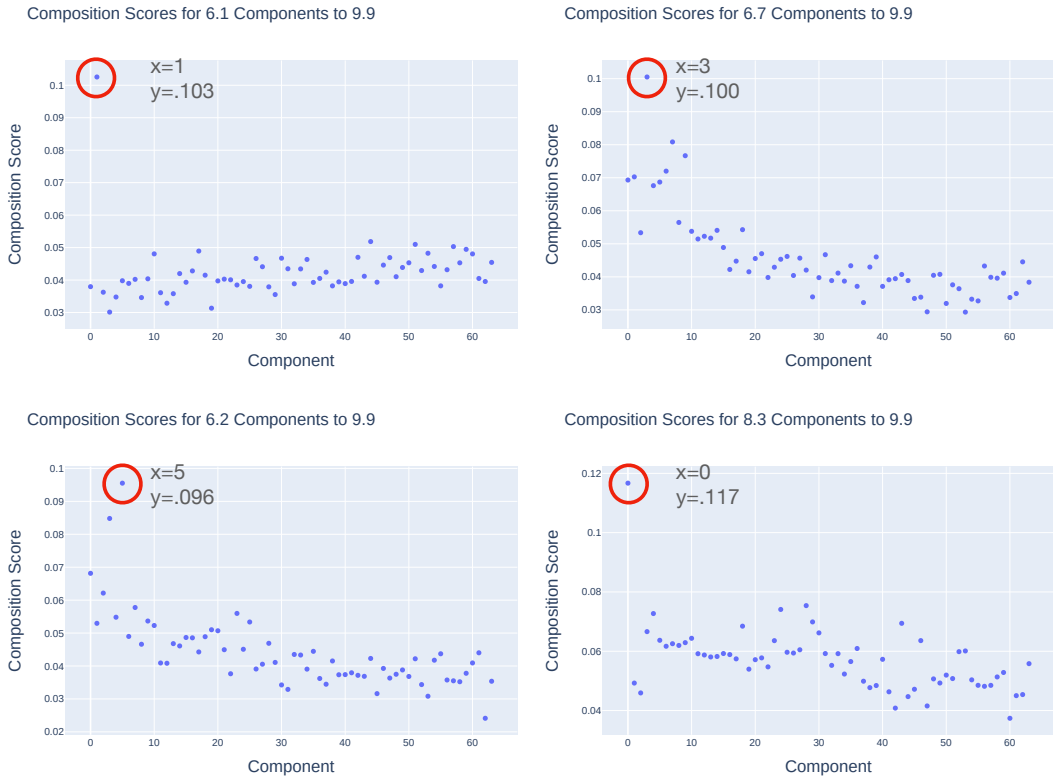 Composition Scores for 6.1 Components to 9.9
x=1
y=.103
Composition Score
0.1
0.09
0.08
0.07
0.06
0.05
0.04
0.03
0 10 20 30 40 50 60
Component
Composition Scores for 6.7 Components to 9.9
x=3
y=.100
Composition Score
0.1
0.09
0.08
0.07
0.06
0.05
0.04
0.03
0 10 20 30 40 50 60
Component
Composition Scores for 6.2 Components to 9.9
x=5
y=.096
Composition Score
0.1
0.09
0.08
0.07
0.06
0.05
0.04
0.03
0.02
0 10 20 30 40 50 60
Component
Composition Scores for 8.3 Components to 9.9
x=0
y=.117
Composition Score
0.12
0.1
0.08
0.06
0.04
0 10 20 30 40 50 60
Component